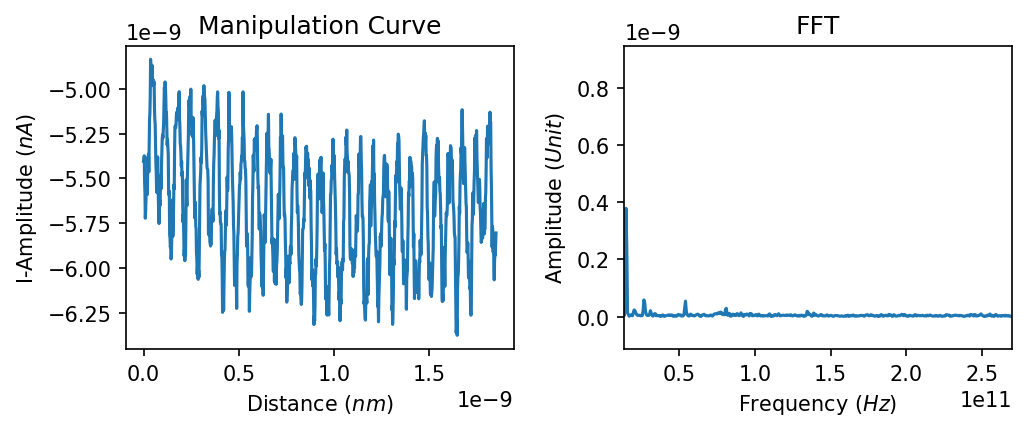 Manipulation Curve
1e−9
−5.00
−5.25
−5.50
−5.75
−6.00
−6.25
I-Amplitude (nA)
0.0 0.5 1.0 1.5
1e−9
Distance (nm)
FFT
1e−9
0.8
0.6
0.4
0.2
0.0
Amplitude (Unit)
0.5 1.0 1.5 2.0 2.5
1e11
Frequency (Hz)